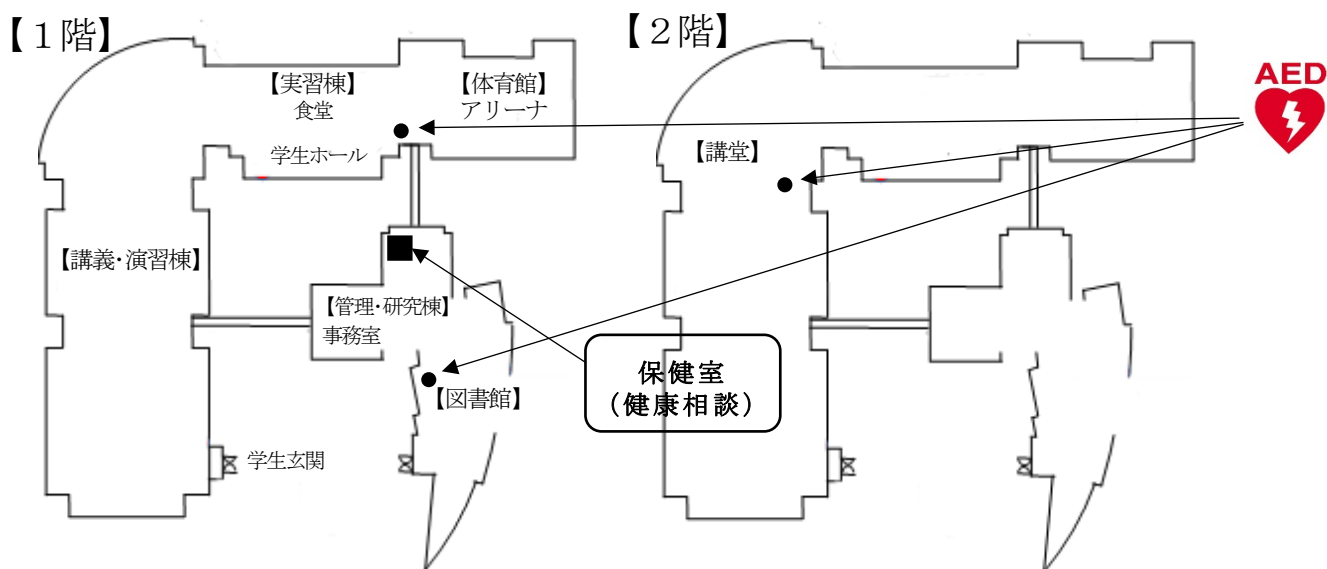 【１階】
【２階】
AED
【実習棟】
食堂
【体育館】
アリーナ
学生ホール
【講堂】
【講義・演習棟】
【管理・研究棟】
事務室
保健室
（健康相談）
【図書館】
学生玄関